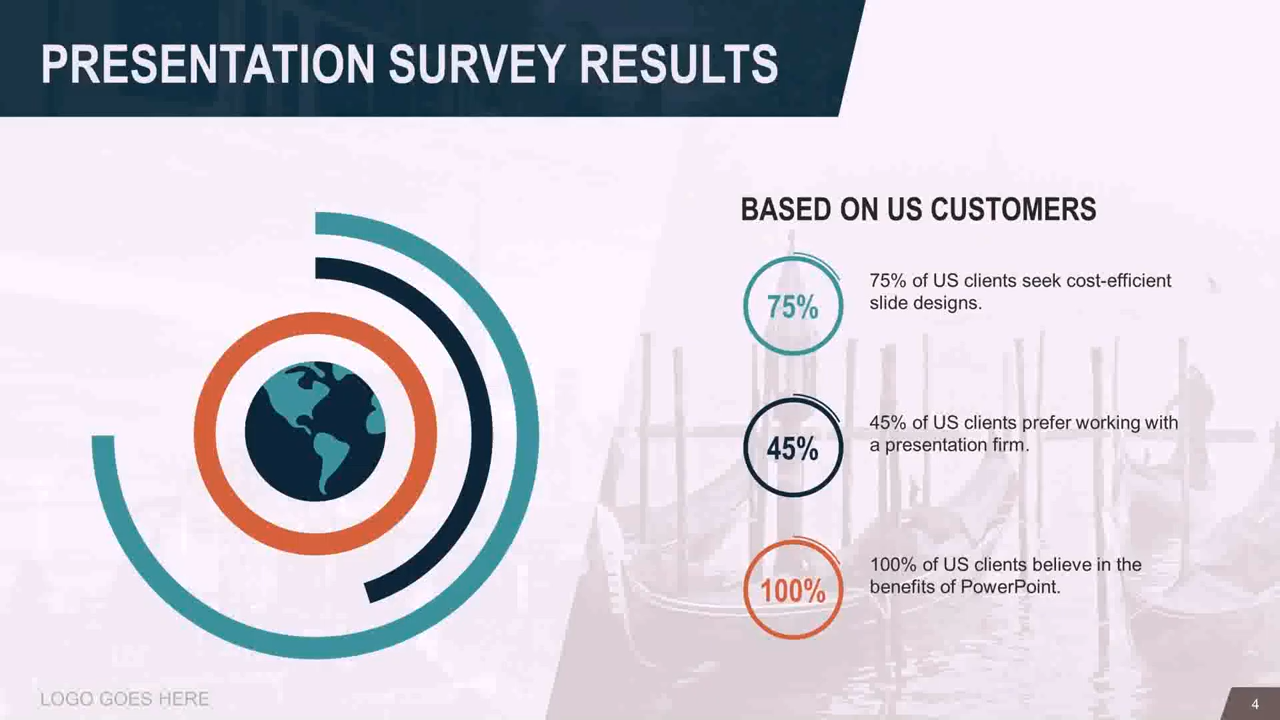 PRESENTATION SURVEY RESULTS
BASED ON US CUSTOMERS
75%
75% of US clients seek cost-efficient
slide designs.
45%
45% of US clients prefer working with
a presentation firm.
100%
100% of US clients believe in the
benefits of PowerPoint.
LOGO GOES HERE
4